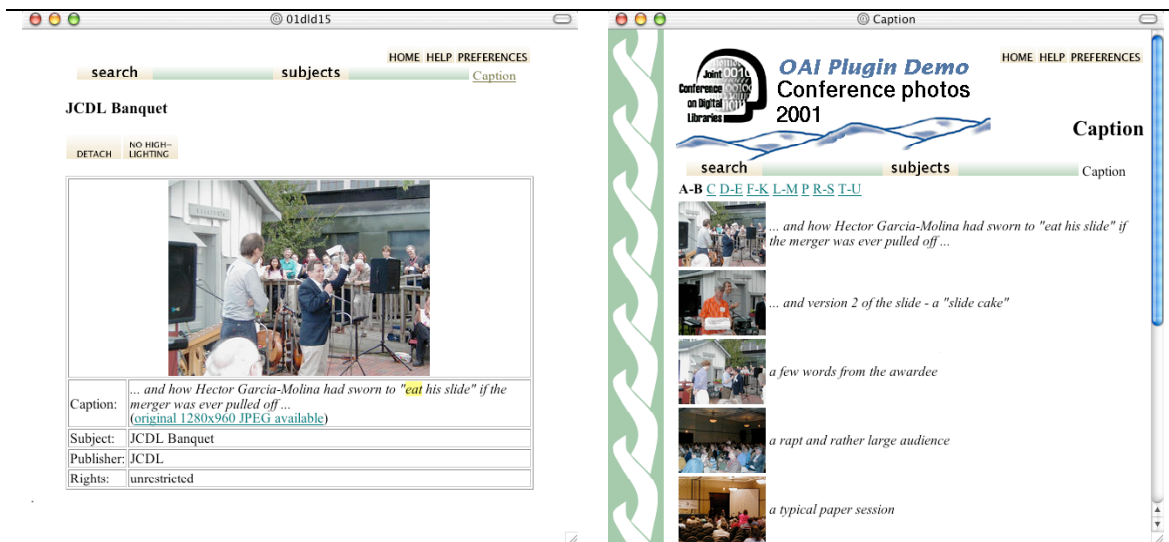 01dld15
HOME HELP PREFERENCES
search subjects Caption
JCDL Banquet
DETACH NO HIGH-
LIGHTING
Caption: ... and how Hector Garcia-Molina had sworn to "eat his slide" if the
merger was ever pulled off ...
(original 1280x960 JPEG available)
Subject: JCDL Banquet
Publisher: JCDL
Rights: unrestricted
Caption
HOME HELP PREFERENCES
Joint
Conference
on Digital
Libraries
OAI Plugin Demo
Conference photos
2001
Caption
search subjects Caption
A-B C D-E F-K L-M P R-S T-U
... and how Hector Garcia-Molina had sworn to "eat his slide" if
the merger was ever pulled off ...
... and version 2 of the slide - a "slide cake"
a few words from the awardee
a rapt and rather large audience
a typical paper session